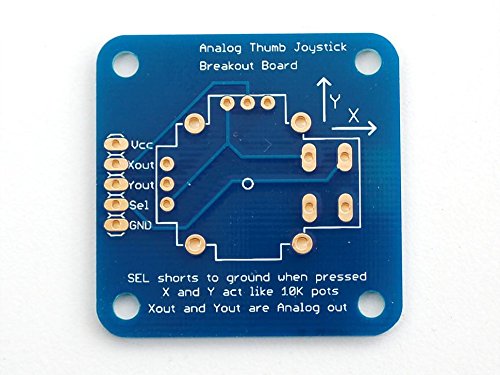 Analog Thumb Joystick
Breakout Board
Y
X
Vcc
Xout
Yout
Sel
GND
SEL shorts to ground when pressed
X and Y act like 10K pots
Xout and Yout are Analog out